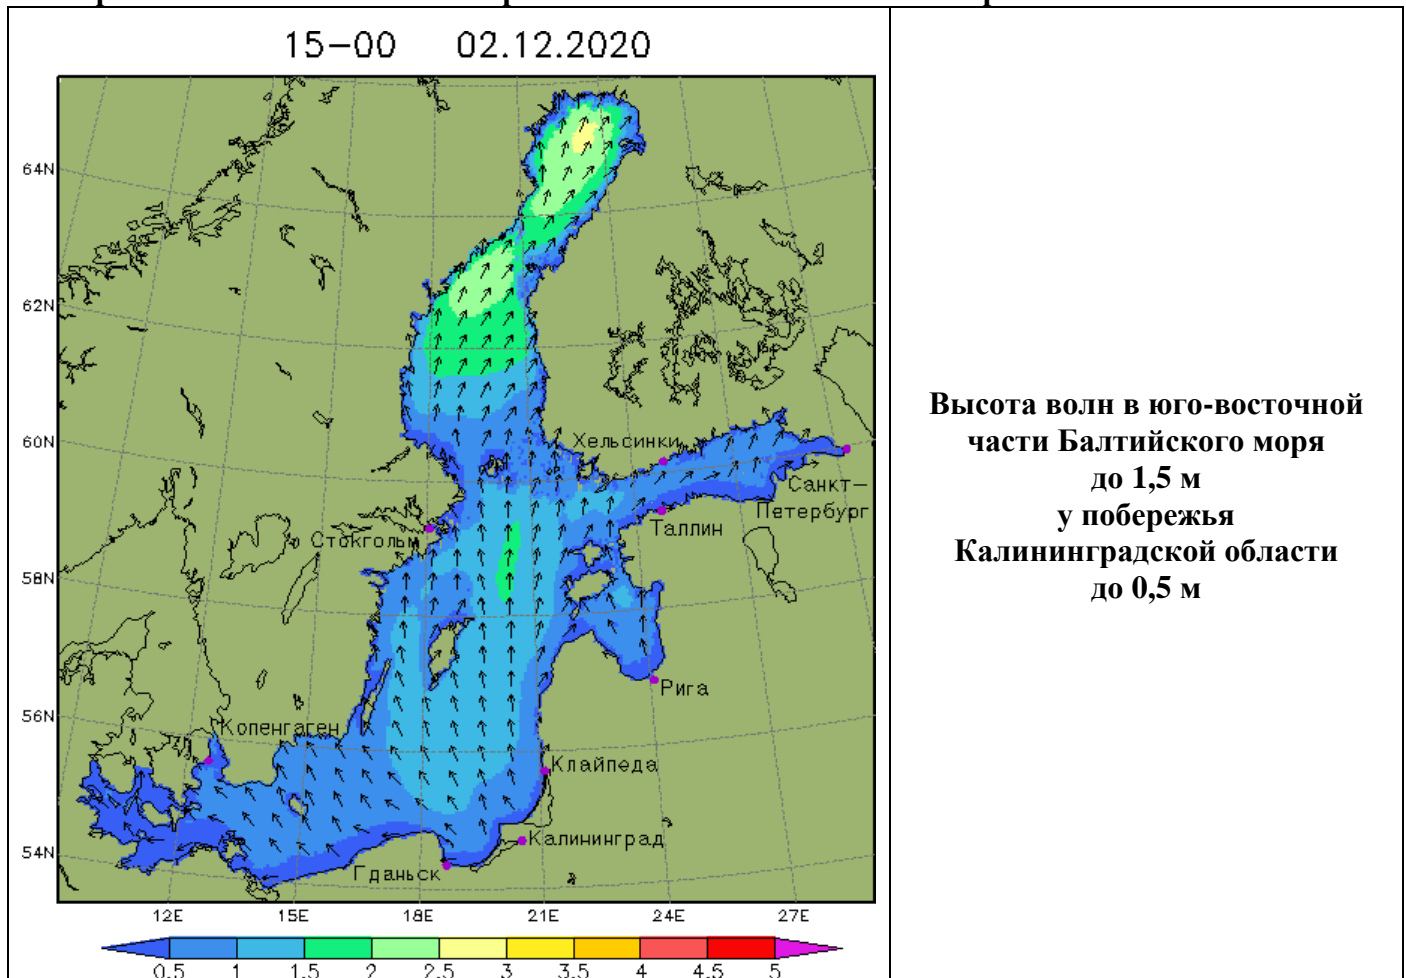 15-00 02.12.2020
64N
62N
60N
58N
56N
54N
Хельсинки
Санкт-
Петербург
Таллин
Стокгольм
Рига
Копенгаген
Клайпеда
Калининград
Гданьск
12E 15E 18E 21E 24E 27E
0.5 1 1.5 2 2.5 3 3.5 4 4.5 5
Высота волн в юго-восточной
части Балтийского моря
до 1,5 м
у побережья
Калининградской области
до 0,5 м